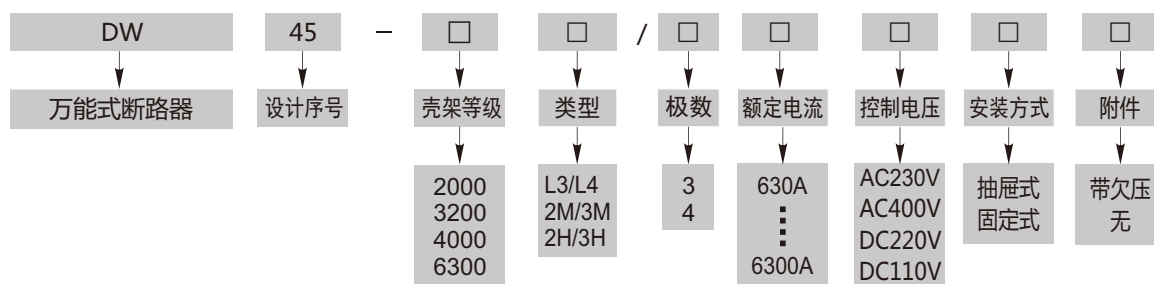 DW 45 - □ □ / □ □ □ □ □
万能式断路器 设计序号 壳架等级 类型 极数 额定电流 控制电压 安装方式 附件
2000
3200
4000
6300
L3/L4
2M/3M
2H/3H
3
4
630A
6300A
AC230V
AC400V
DC220V
DC110V
抽屉式
固定式
带欠压
无